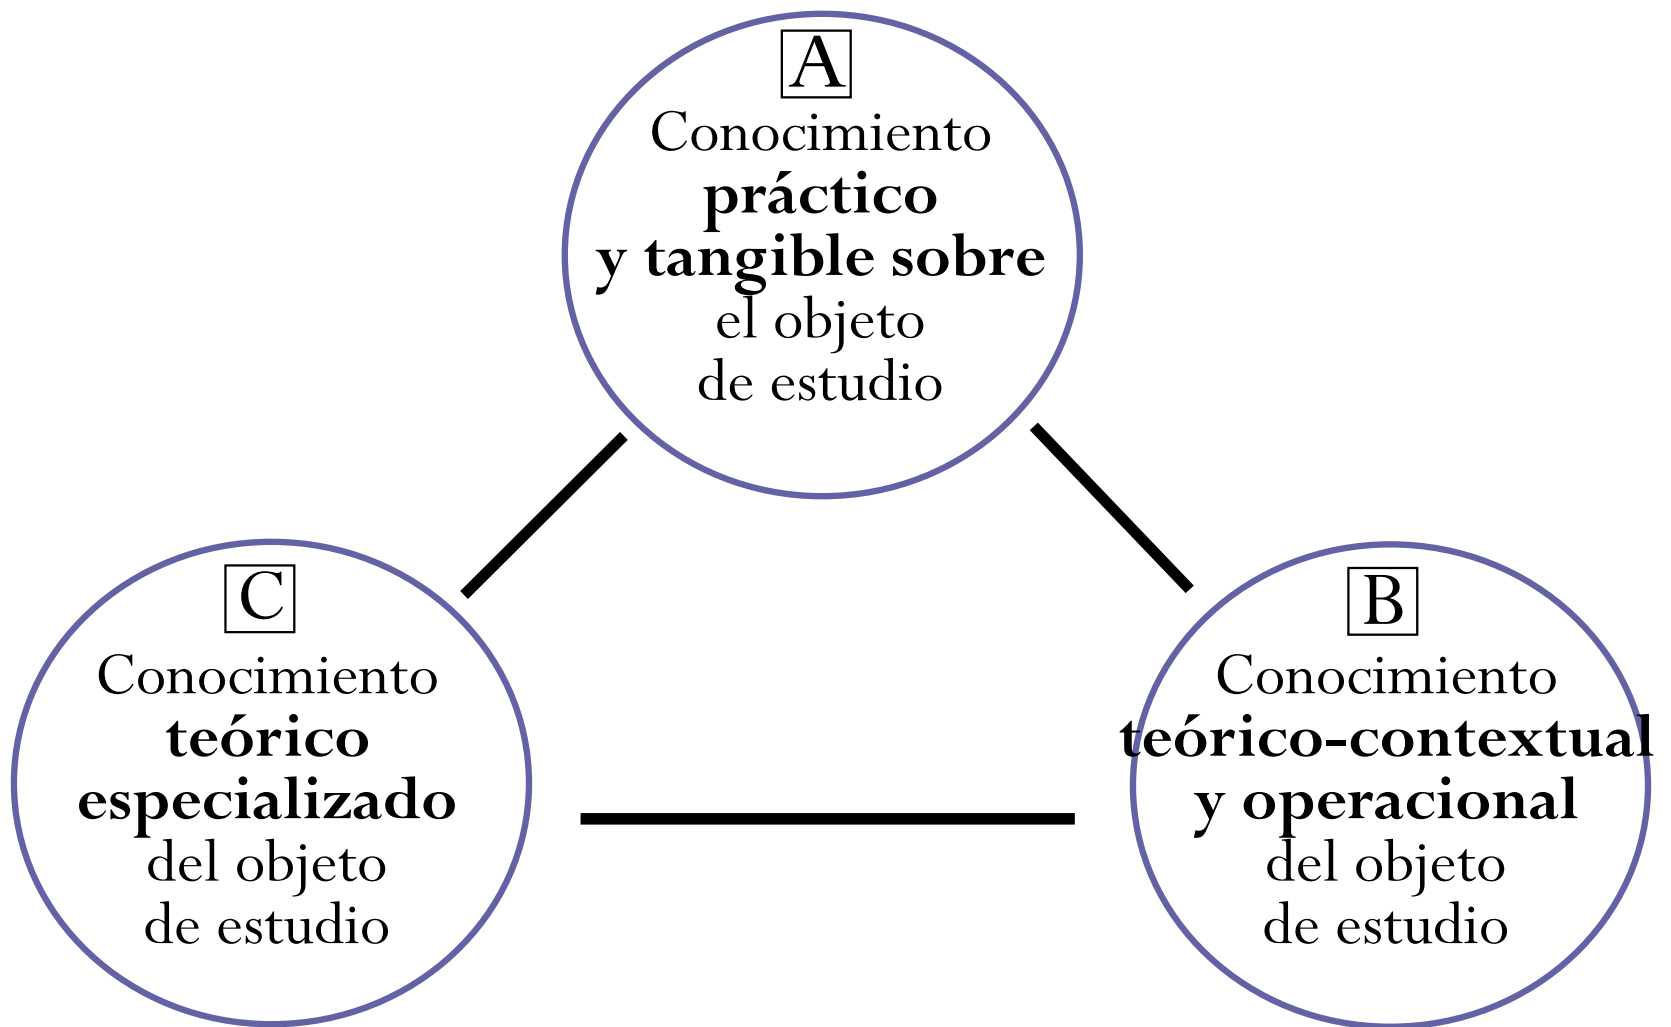 A
Conocimiento
práctico
y tangible sobre
el objeto
de estudio
C
Conocimiento
teórico
especializado
del objeto
de estudio
B
Conocimiento
teórico-contextual
y operacional
del objeto
de estudio